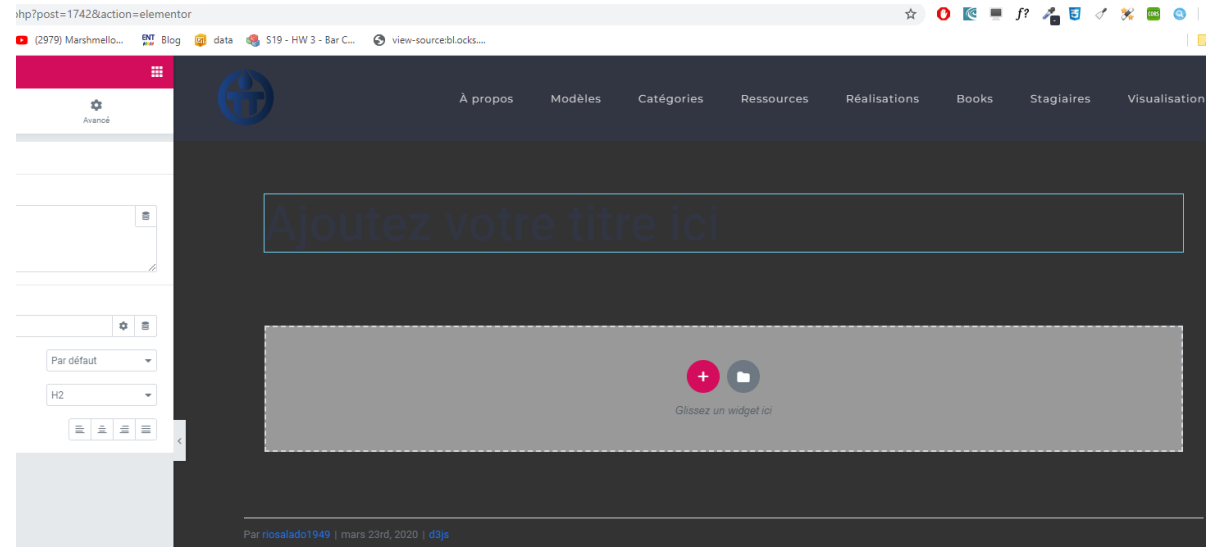 php?post=1742&action=elementor
(2979) Marshmello... ENT Blog data S19 - HW 3 - Bar C... view-source:bl.ocks....
Avancé
À propos Modèles Catégories Ressources Réalisations Books Stagiaires Visualisation
Ajoutez votre titre ici
Par défaut
H2
Glissez un widget ici
Par riosalado1949 | mars 23rd, 2020 | d3js